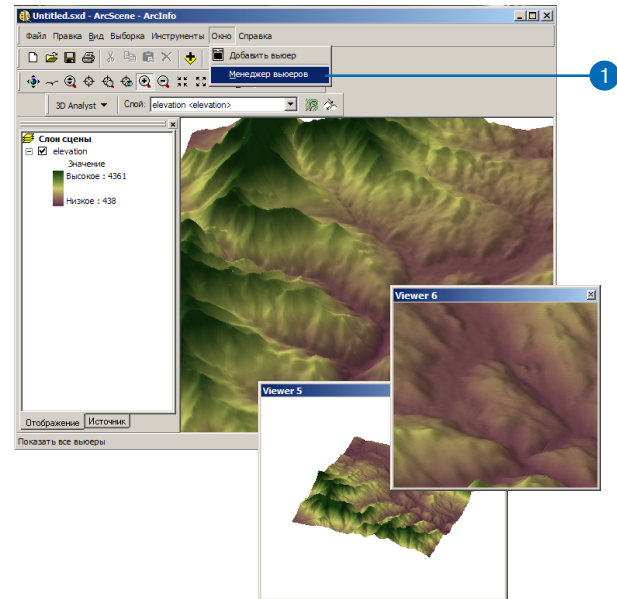 Untitled.sxd - ArcScene - ArcInfo
Файл Правка Вид Выборка Инструменты Окно Справка
Добавить вьюер
Менеджер вьюеров
1
3D Analyst Слой: elevation <elevation>
Слои сцены
elevation
Значение
Высокое : 4361
Низкое : 438
Viewer 6
Viewer 5
Отображение Источник
Показать все вьюеры